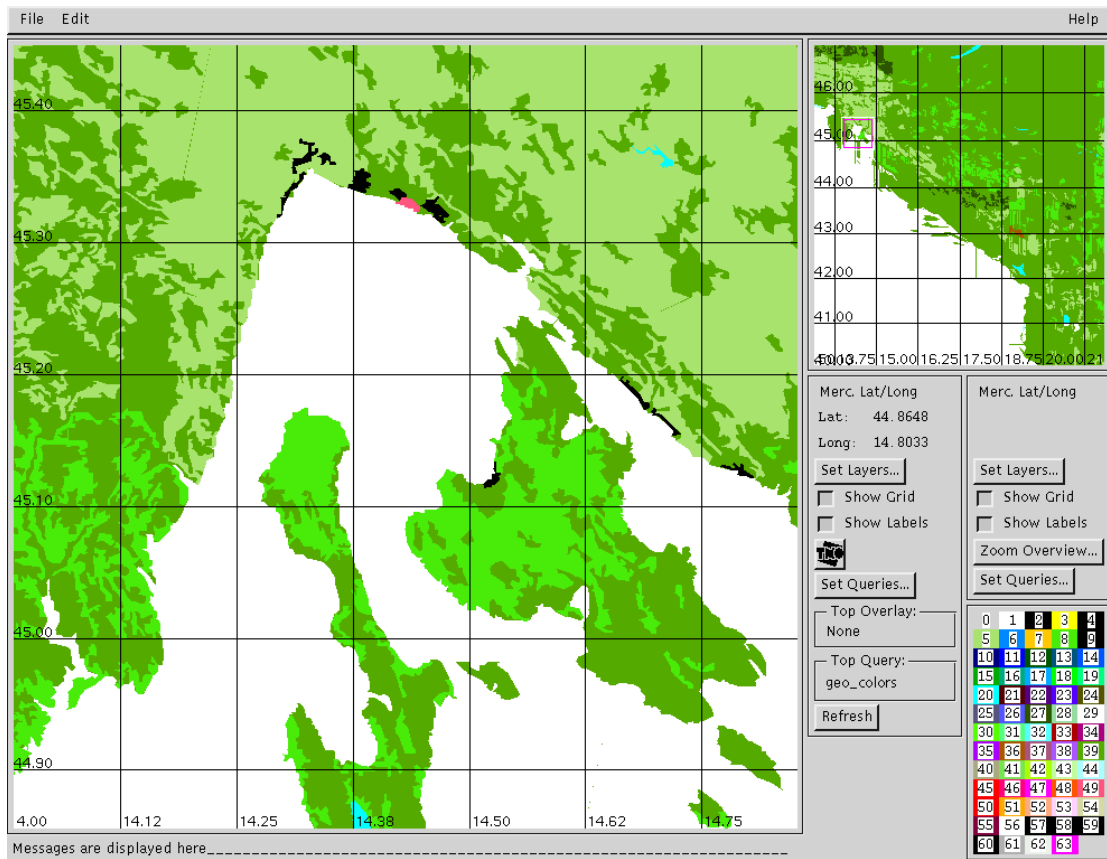 File Edit Help
45.40
45.30
45.20
45.10
45.00
44.90
4.00 14.12 14.25 14.38 14.50 14.62 14.75
46.00
45.00
44.00
43.00
42.00
41.00
15.00 16.25 17.50 18.75 20.00 21
Merc. Lat/Long
Lat: 44.8648
Long: 14.8033
Set Layers...
Show Grid
Show Labels
TNO
Set Queries...
Top Overlay:
None
Top Query:
geo_colors
Refresh
Merc. Lat/Long
Set Layers...
Show Grid
Show Labels
Zoom Overview...
Set Queries...
0 1 2 3 4
5 6 7 8 9
10 11 12 13 14
15 16 17 18 19
20 21 22 23 24
25 26 27 28 29
30 31 32 33 34
35 36 37 38 39
40 41 42 43 44
45 46 47 48 49
50 51 52 53 54
55 56 57 58 59
60 61 62 63
Messages are displayed here